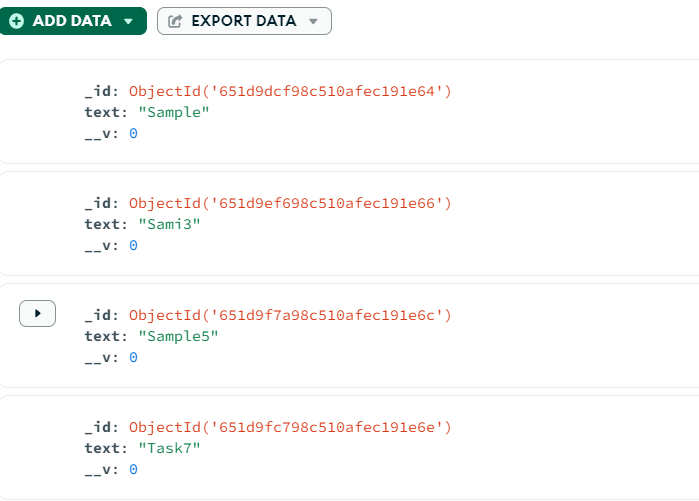 ADD DATA
EXPORT DATA
_id: ObjectId('651d9dcf98c510afec191e64')
text: "Sample"
__v: 0
_id: ObjectId('651d9ef698c510afec191e66')
text: "Sami3"
__v: 0
_id: ObjectId('651d9f7a98c510afec191e6c')
text: "Sample5"
__v: 0
_id: ObjectId('651d9fc798c510afec191e6e')
text: "Task7"
__v: 0